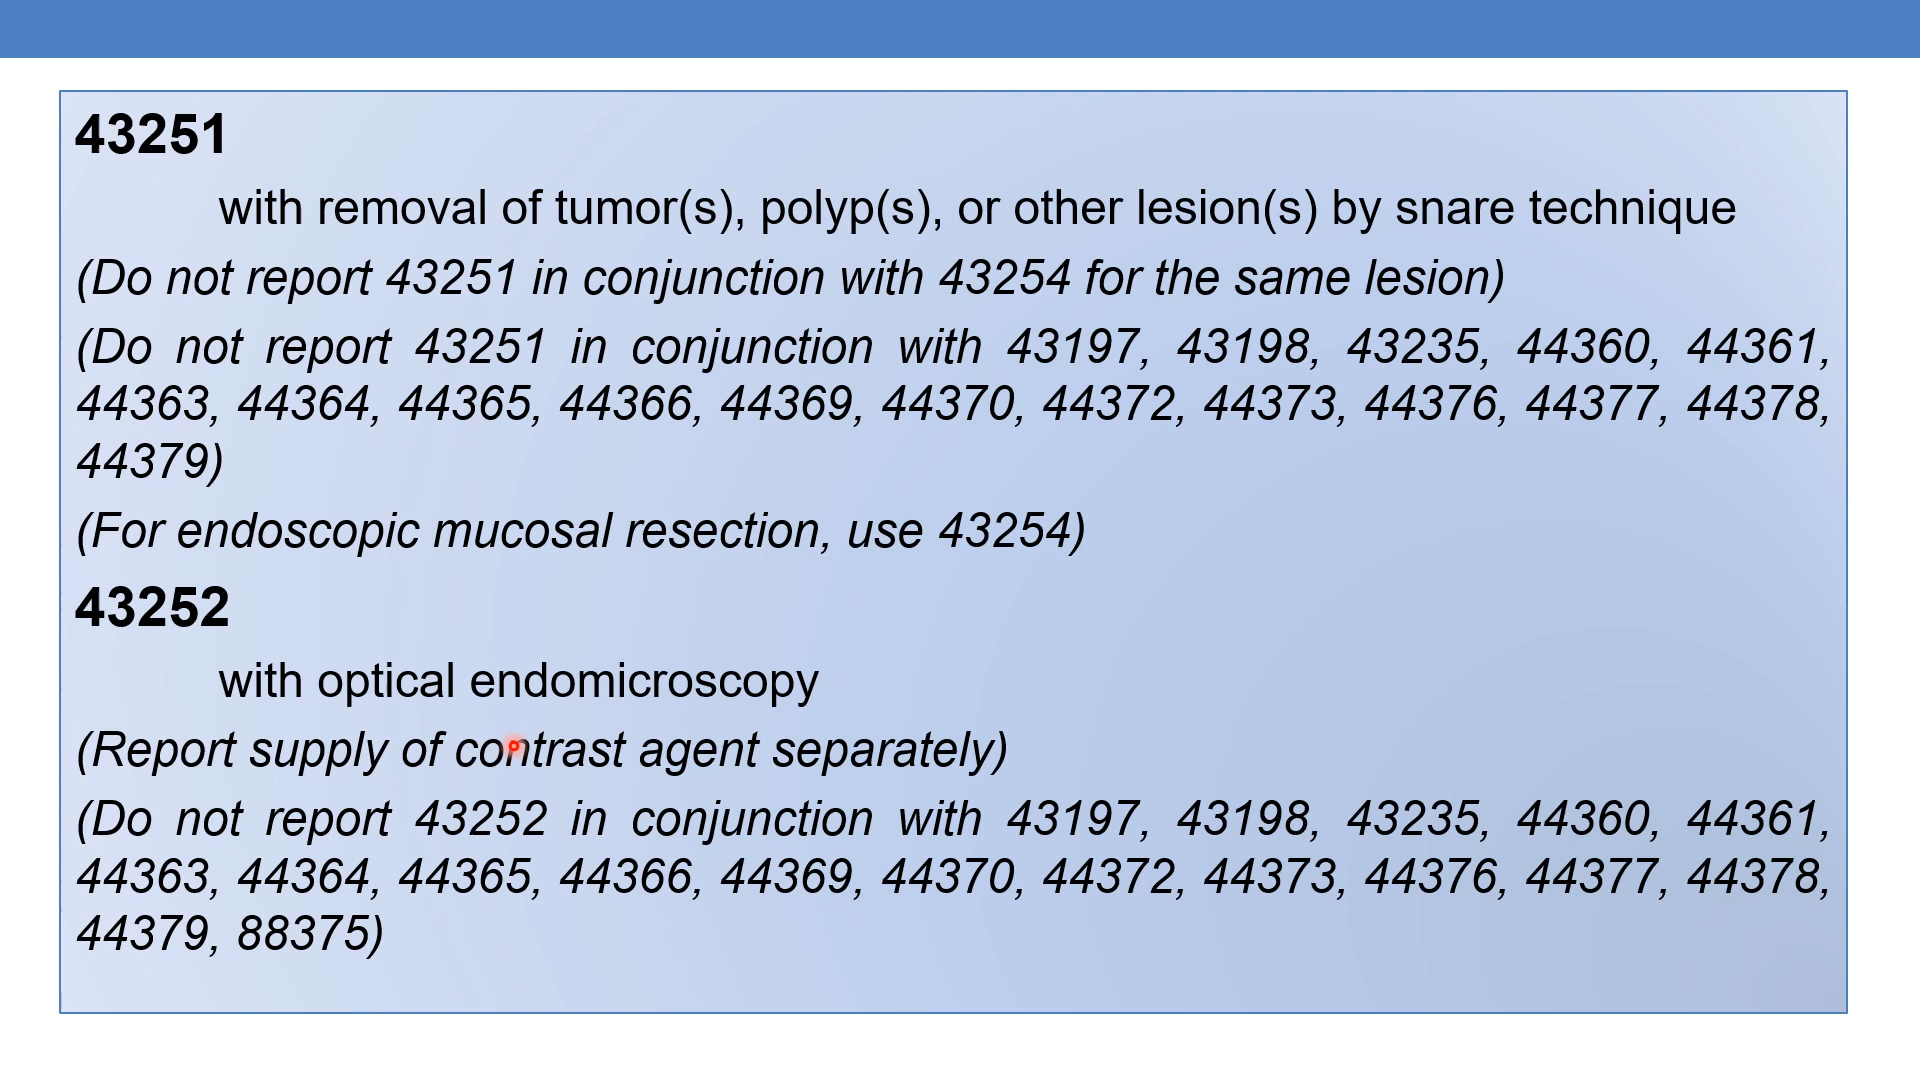 43251
with removal of tumor(s), polyp(s), or other lesion(s) by snare technique
(Do not report 43251 in conjunction with 43254 for the same lesion)
(Do not report 43251 in conjunction with 43197, 43198, 43235, 44360, 44361,
44363, 44364, 44365, 44366, 44369, 44370, 44372, 44373, 44376, 44377, 44378,
44379)
(For endoscopic mucosal resection, use 43254)
43252
with optical endomicroscopy
(Report supply of contrast agent separately)
(Do not report 43252 in conjunction with 43197, 43198, 43235, 44360, 44361,
44363, 44364, 44365, 44366, 44369, 44370, 44372, 44373, 44376, 44377, 44378,
44379, 88375)